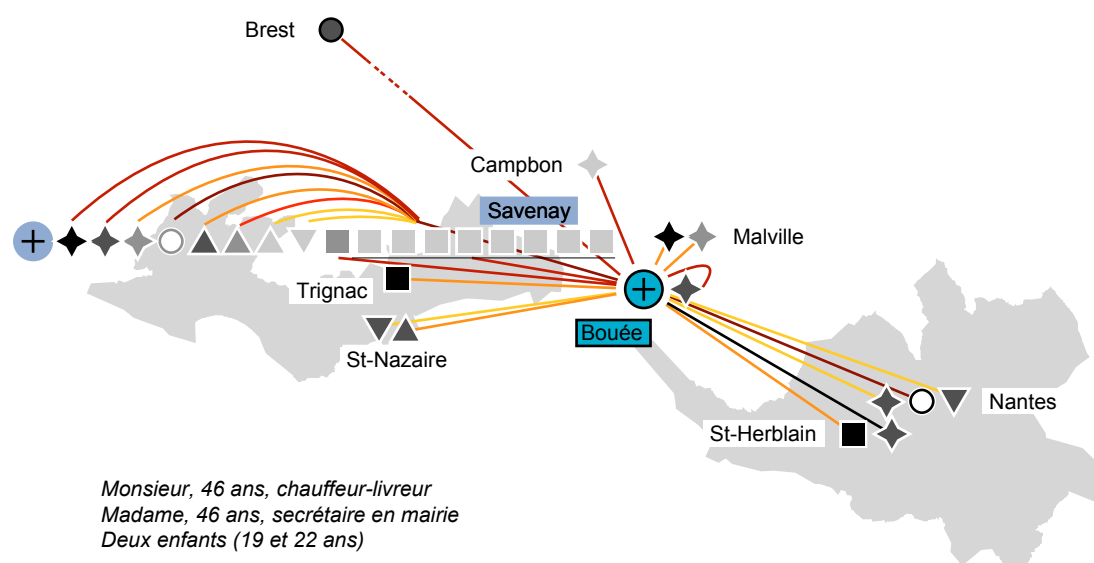 Brest
Campbon
Savenay
Malville
Trignac
Bouée
St-Nazaire
Nantes
St-Herblain
Monsieur, 46 ans, chauffeur-livreur
Madame, 46 ans, secrétaire en mairie
Deux enfants (19 et 22 ans)